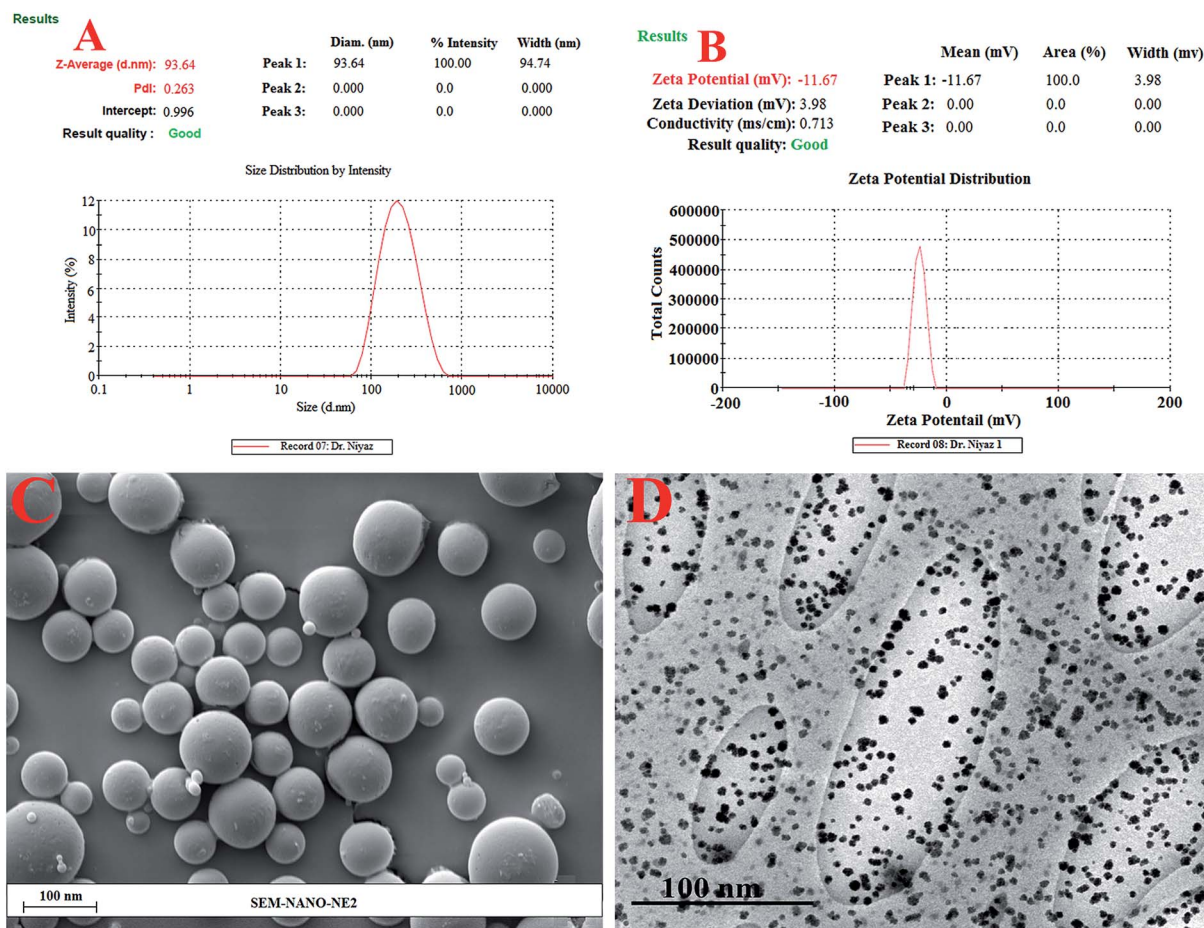 Results
A
Diam. (nm) % Intensity Width (nm)
Z-Average (d.nm): 93.64 Peak 1: 93.64 100.00 94.74
PdI: 0.263 Peak 2: 0.000 0.0 0.000
Intercept: 0.996 Peak 3: 0.000 0.0 0.000
Result quality : Good
Size Distribution by Intensity
12
10
8
6
4
2
0
Intensity (%)
0.1 1 10 100 1000 10000
Size (d.nm)
Record 07: Dr. Niyaz
Results
B
Mean (mV) Area (%) Width (mv)
Zeta Potential (mV): -11.67 Peak 1: -11.67 100.0 3.98
Zeta Deviation (mV): 3.98 Peak 2: 0.00 0.0 0.00
Conductivity (ms/cm): 0.713 Peak 3: 0.00 0.0 0.00
Result quality: Good
Zeta Potential Distribution
600000
500000
400000
300000
200000
100000
0
Total Counts
-200 -100 0 100 200
Zeta Potentail (mV)
Record 08: Dr. Niyaz 1
C
100 nm
SEM-NANO-NE2
D
100 nm